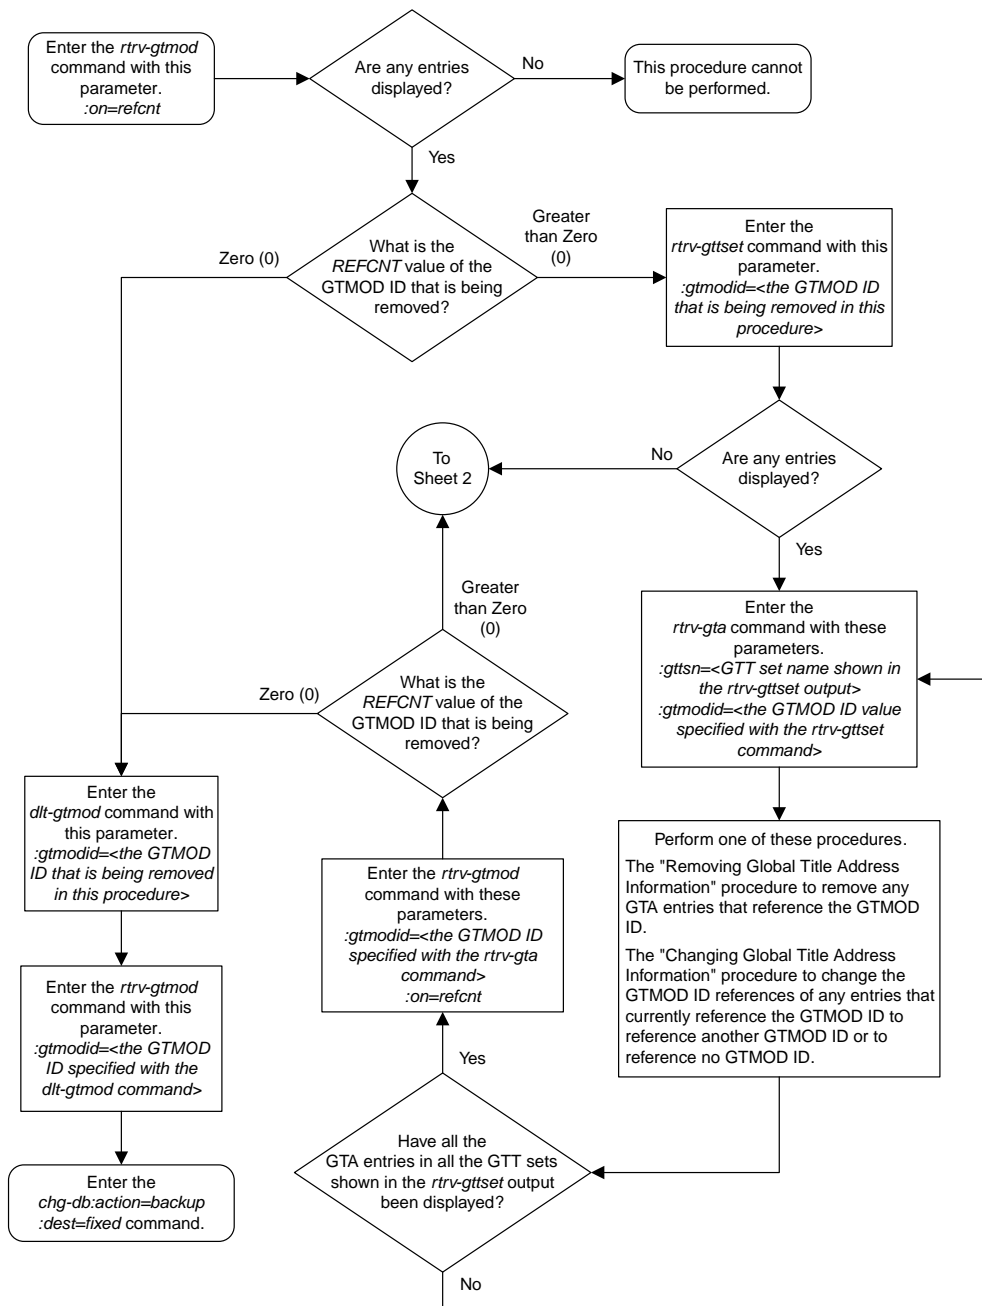 Enter the rtrv-gtmod
command with this
parameter.
:on=refcnt
Are any entries
displayed?
No
This procedure cannot
be performed.
Yes
What is the
REFCNT value of the
GTMOD ID that is being
removed?
Zero (0)
Greater
than Zero
(0)
Enter the
rtrv-gttset command with this
parameter.
:gtmodid=<the GTMOD ID
that is being removed in this
procedure>
Are any entries
displayed?
No
To
Sheet 2
Yes
Enter the
rtrv-gta command with these
parameters.
:gttsn=<GTT set name shown in
the rtrv-gttset output>
:gtmodid=<the GTMOD ID value
specified with the rtrv-gttset
command>
Perform one of these procedures.
The "Removing Global Title Address
Information" procedure to remove any
GTA entries that reference the GTMOD
ID.
The "Changing Global Title Address
Information" procedure to change the
GTMOD ID references of any entries that
currently reference the GTMOD ID to
reference another GTMOD ID or to
reference no GTMOD ID.
Have all the
GTA entries in all the GTT sets
shown in the rtrv-gttset output
been displayed?
No
Yes
Enter the rtrv-gtmod
command with these
parameters.
:gtmodid=<the GTMOD ID
specified with the rtrv-gta
command>
:on=refcnt
What is the
REFCNT value of the
GTMOD ID that is being
removed?
Greater
than Zero
(0)
Zero (0)
Enter the
dlt-gtmod command with
this parameter.
:gtmodid=<the GTMOD
ID that is being removed
in this procedure>
Enter the rtrv-gtmod
command with this
parameter.
:gtmodid=<the GTMOD
ID specified with the
dlt-gtmod command>
Enter the
chg-db:action=backup
:dest=fixed command.